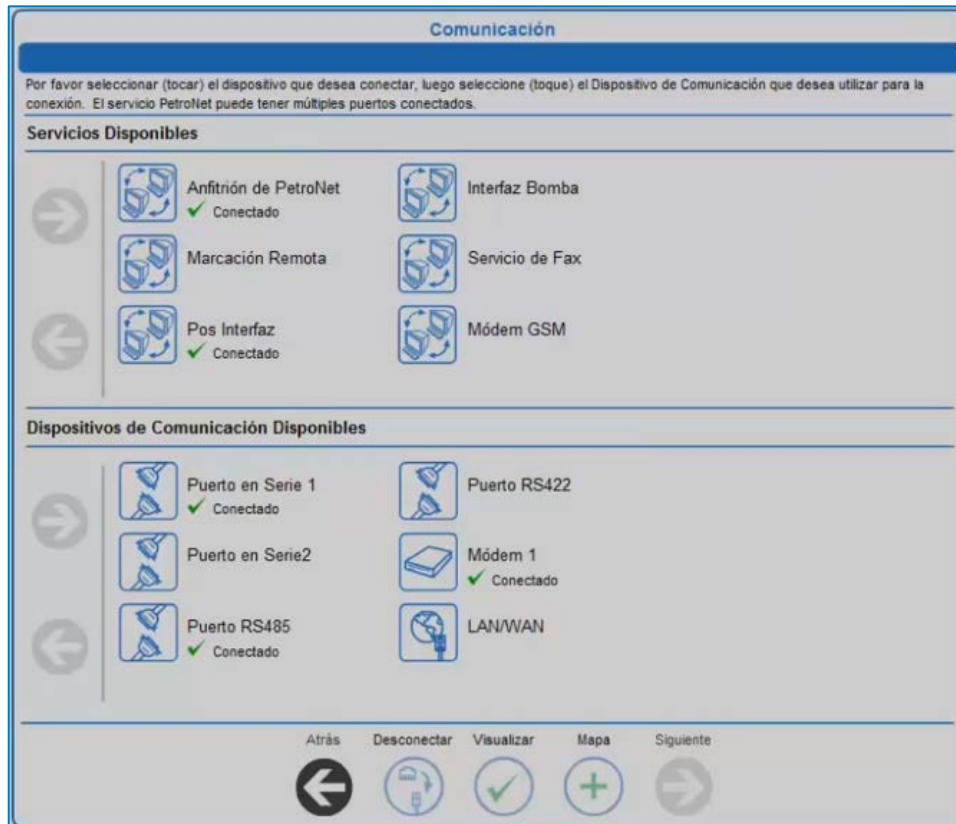 Comunicación
Por favor seleccionar (tocar) el dispositivo que desea conectar, luego seleccione (toque) el Dispositivo de Comunicación que desea utilizar para la
conexión. El servicio PetroNet puede tener múltiples puertos conectados.
Servicios Disponibles
Anfitrión de PetroNet
Conectado
Interfaz Bomba
Marcación Remota
Servicio de Fax
Pos Interfaz
Conectado
Módem GSM
Dispositivos de Comunicación Disponibles
Puerto en Serie 1
Conectado
Puerto RS422
Puerto en Serie2
Módem 1
Conectado
Puerto RS485
Conectado
LAN/WAN
Atrás
Desconectar
Visualizar
Mapa
Siguiente